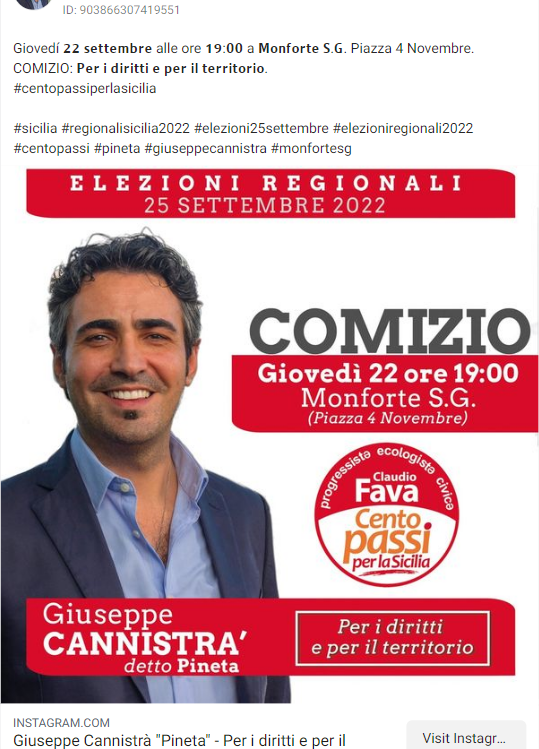 ID: 903866307419551
Giovedí 22 settembre alle ore 19:00 a Monforte S.G. Piazza 4 Novembre.
COMIZIO: Per i diritti e per il territorio.
#centopassiperlasicilia
#sicilia #regionalisicilia2022 #elezioni25settembre #elezioniregionali2022
#centopassi #pineta #giuseppecannistra #monfortesg
ELEZIONI REGIONALI
25 SETTEMBRE 2022
COMIZIO
Giovedì 22 ore 19:00
Monforte S.G.
(Piazza 4 Novembre)
progressista ecologista civica
Claudio
Fava
Cento
passi
per la Sicilia
Giuseppe
CANNISTRA'
detto Pineta
Per i diritti
e per il territorio
INSTAGRAM.COM
Giuseppe Cannistrà "Pineta" - Per i diritti e per il
Visit Instagr...